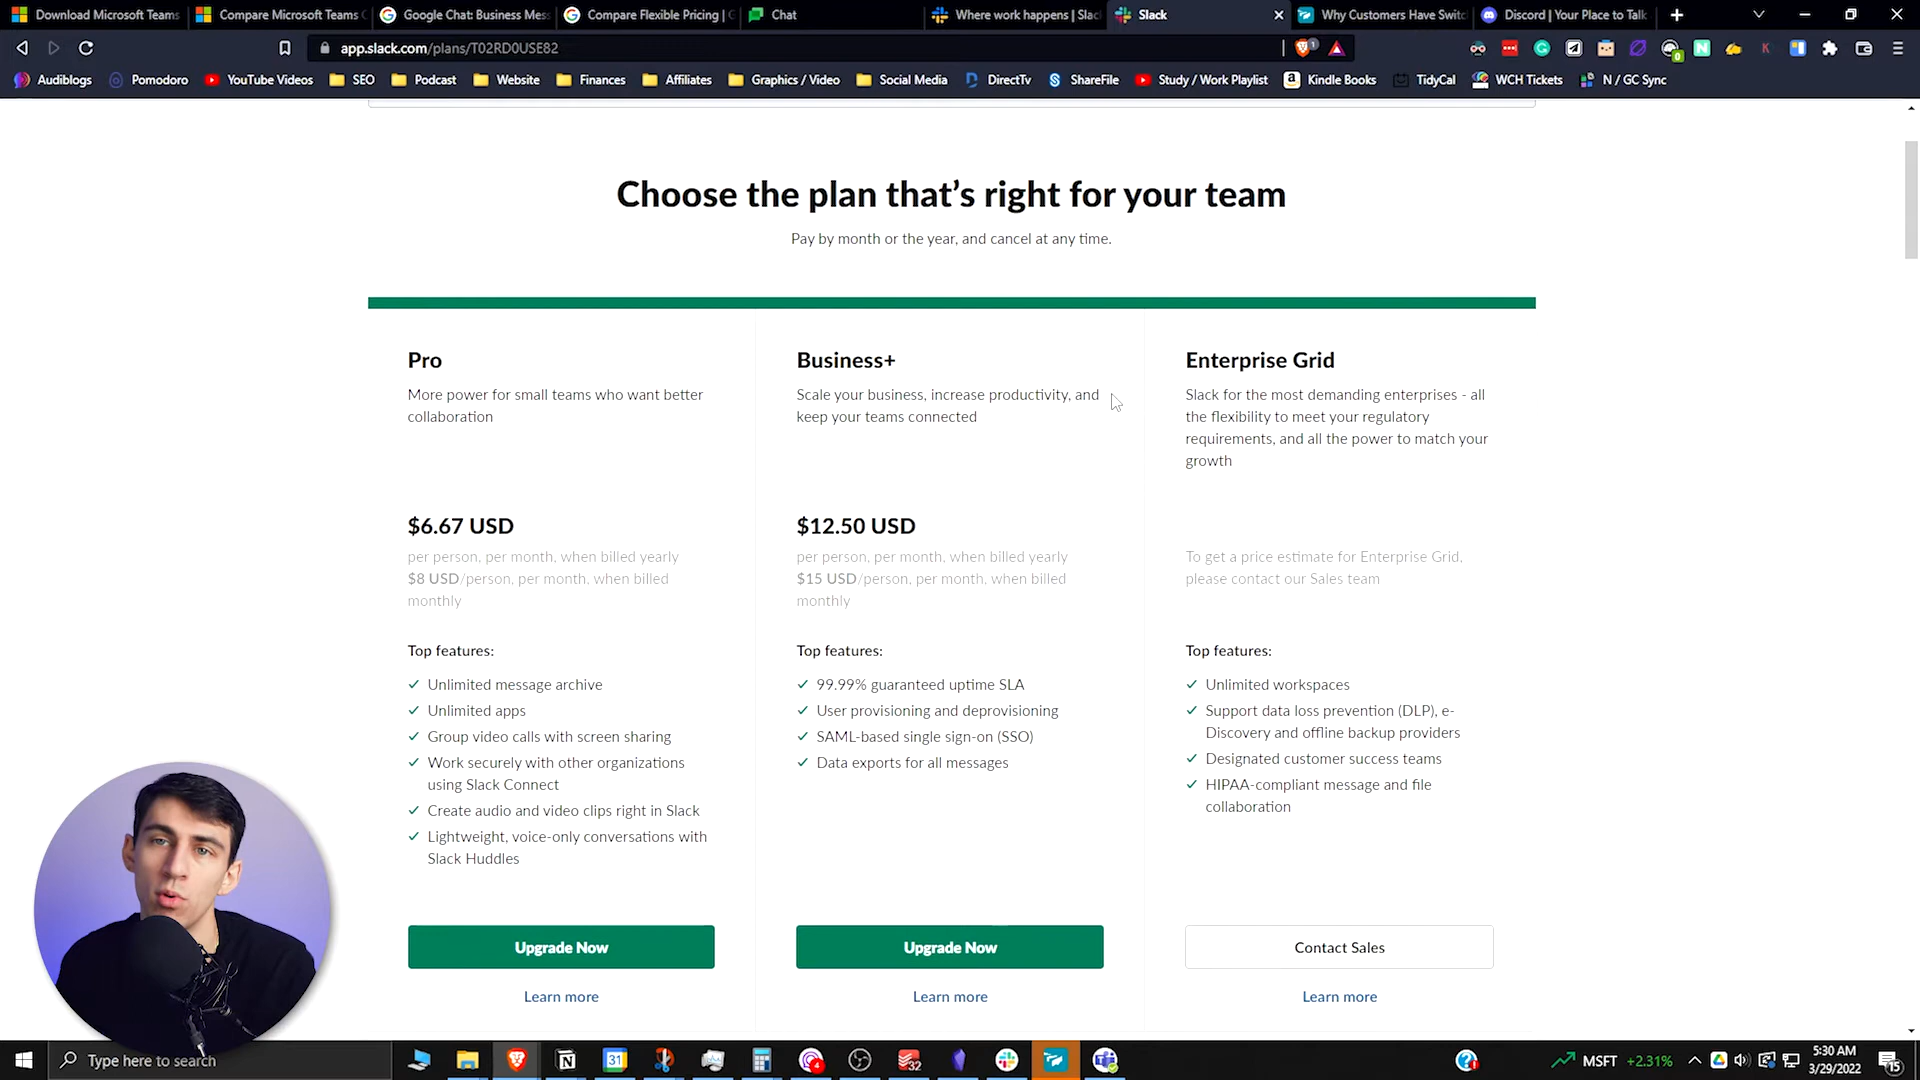 Download Microsoft Teams
Compare Microsoft Teams
Google Chat: Business Mes
Compare Flexible Pricing |
Chat
Where work happens | Slac
Slack
Why Customers Have Switc
Discord | Your Place to Talk
app.slack.com/plans/T02RD0USE82
Audiblogs
Pomodoro
YouTube Videos
SEO
Podcast
Website
Finances
Affiliates
Graphics / Video
Social Media
DirectTv
ShareFile
Study / Work Playlist
Kindle Books
TidyCal
WCH Tickets
N / GC Sync
Choose the plan that's right for your team
Pay by month or the year, and cancel at any time.
Pro
More power for small teams who want better
collaboration
$6.67 USD
per person, per month, when billed yearly
$8 USD/person, per month, when billed
monthly
Top features:
Unlimited message archive
Unlimited apps
Group video calls with screen sharing
Work securely with other organizations
using Slack Connect
Create audio and video clips right in Slack
Lightweight, voice-only conversations with
Slack Huddles
Upgrade Now
Learn more
Business+
Scale your business, increase productivity, and
keep your teams connected
$12.50 USD
per person, per month, when billed yearly
$15 USD/person, per month, when billed
monthly
Top features:
99.99% guaranteed uptime SLA
User provisioning and deprovisioning
SAML-based single sign-on (SSO)
Data exports for all messages
Upgrade Now
Learn more
Enterprise Grid
Slack for the most demanding enterprises - all
the flexibility to meet your regulatory
requirements, and all the power to match your
growth
To get a price estimate for Enterprise Grid,
please contact our Sales team
Top features:
Unlimited workspaces
Support data loss prevention (DLP), e-
Discovery and offline backup providers
Designated customer success teams
HIPAA-compliant message and file
collaboration
Contact Sales
Learn more
Type here to search
MSFT +2.31%
5:30 AM
3/29/2022